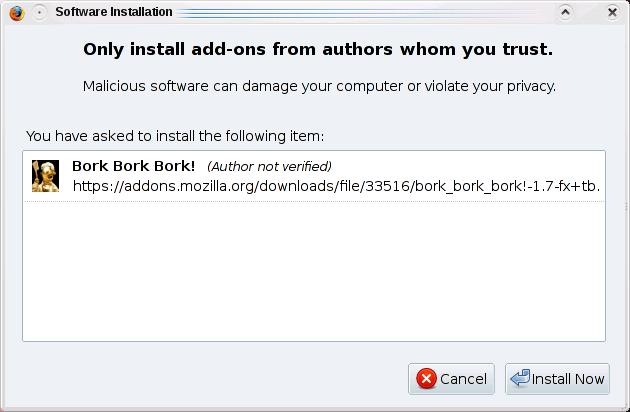 Software Installation
Only install add-ons from authors whom you trust.
Malicious software can damage your computer or violate your privacy.
You have asked to install the following item:
Bork Bork Bork! (Author not verified)
https://addons.mozilla.org/downloads/file/33516/bork_bork_bork!-1.7-fx+tb.
Cancel
Install Now